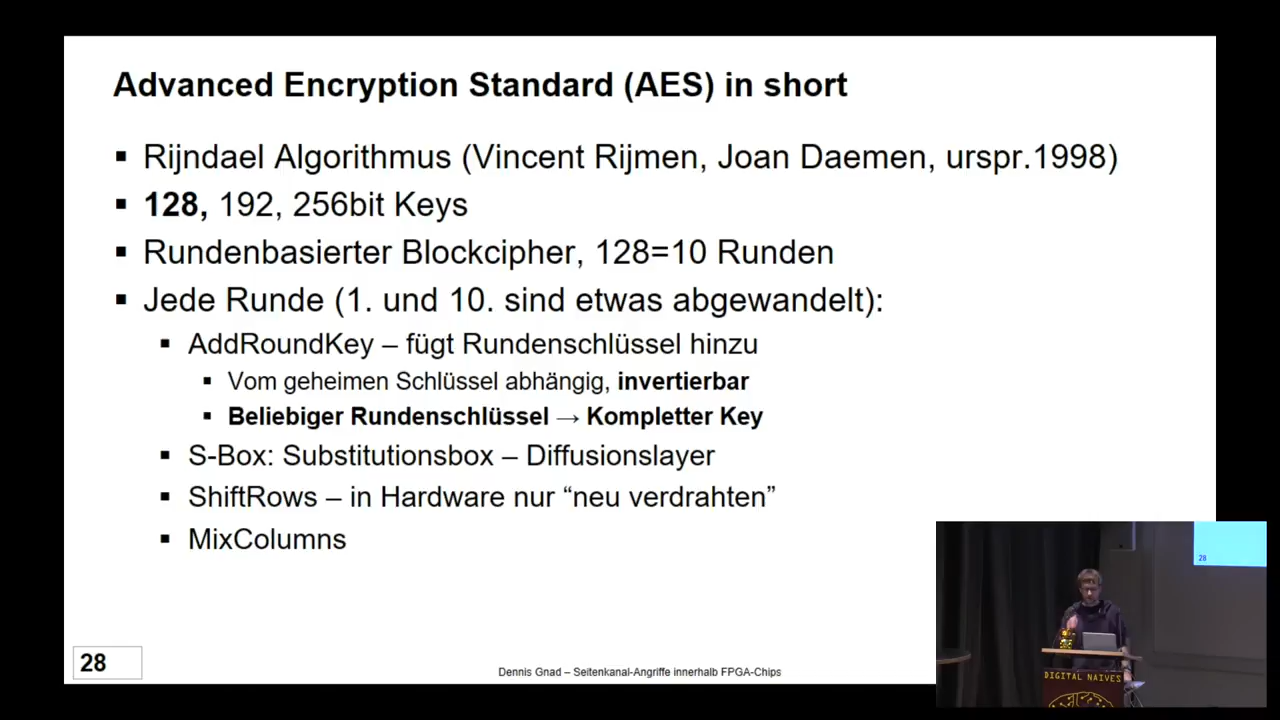 Advanced Encryption Standard (AES) in short
▪ Rijndael Algorithmus (Vincent Rijmen, Joan Daemen, urspr.1998)
▪ 128, 192, 256bit Keys
▪ Rundenbasierter Blockcipher, 128=10 Runden
▪ Jede Runde (1. und 10. sind etwas abgewandelt):
▪ AddRoundKey – fügt Rundenschlüssel hinzu
▪ Vom geheimen Schlüssel abhängig, invertierbar
▪ Beliebiger Rundenschlüssel → Kompletter Key
▪ S-Box: Substitutionsbox – Diffusionslayer
▪ ShiftRows – in Hardware nur “neu verdrahten”
▪ MixColumns
28
Dennis Gnad – Seitenkanal-Angriffe innerhalb FPGA-Chips
28
DIGITAL NAIVES